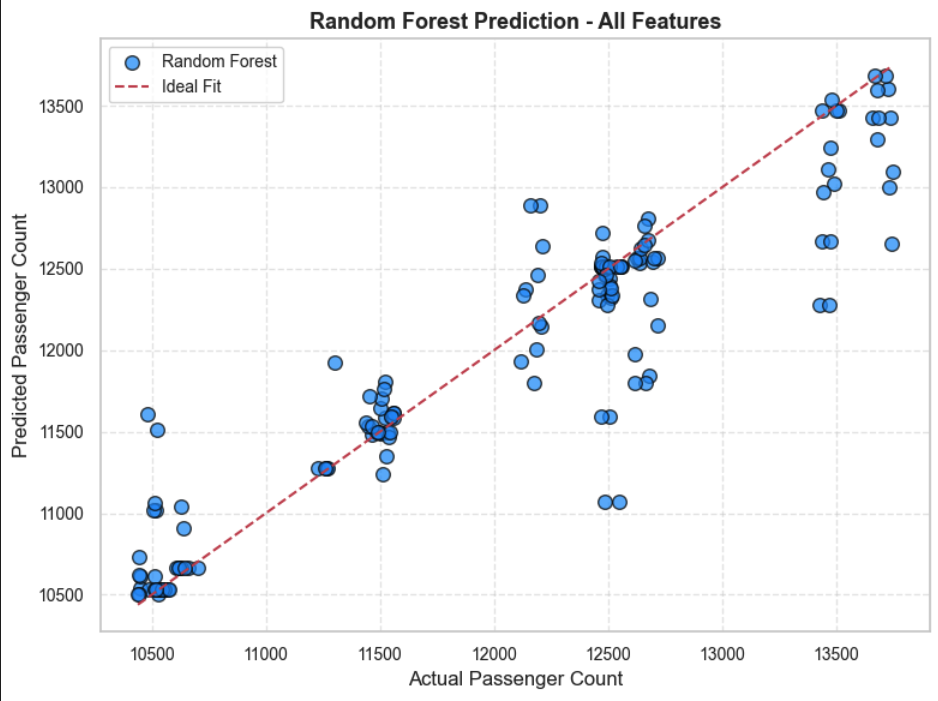 Random Forest Prediction - All Features
Random Forest
Ideal Fit
13500
13000
12500
12000
11500
11000
10500
Predicted Passenger Count
10500 11000 11500 12000 12500 13000 13500
Actual Passenger Count